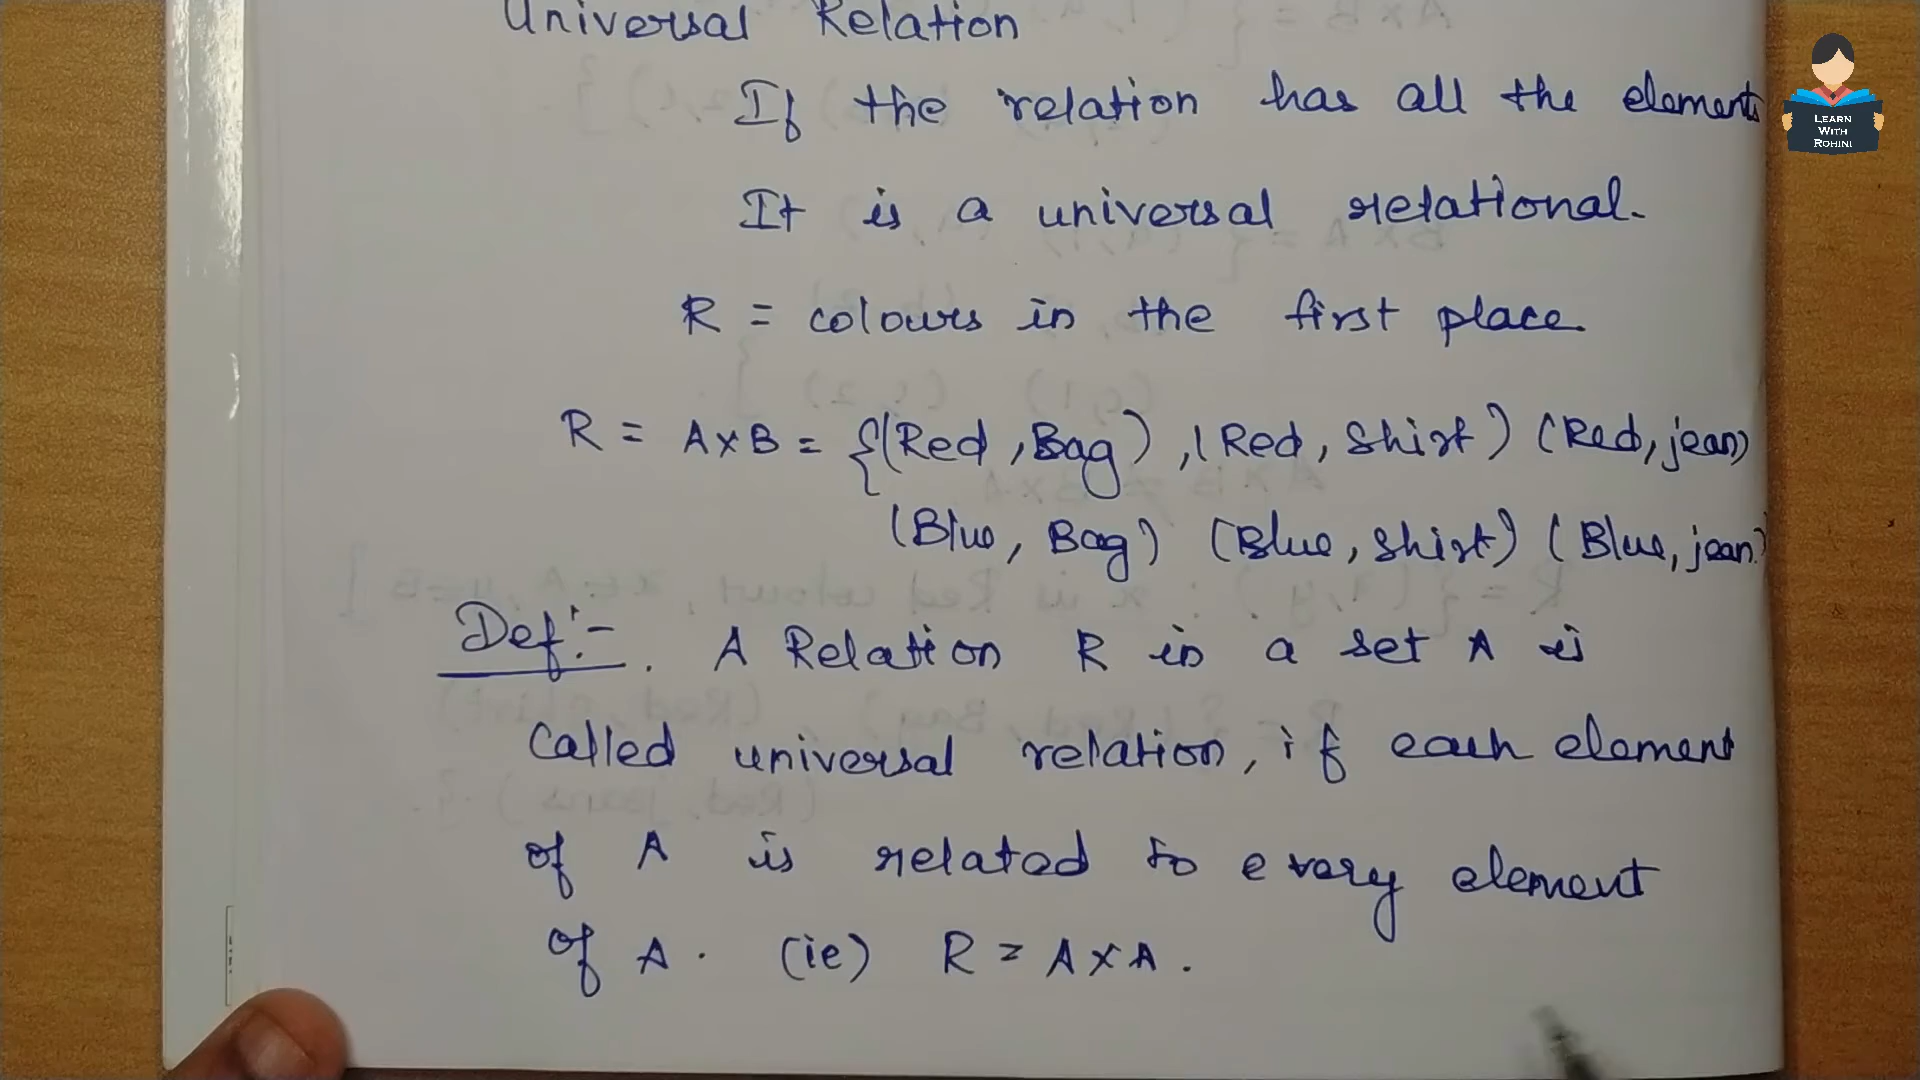 Universal Relation
If the relation has all the elements
It is a universal relational.
R = colours in the first place.
R = A×B = {(Red, Bag), (Red, Shirt) (Red, jean)
(Blue, Bag) (Blue, Shirt) (Blue, jean)
Def:- . A Relation R in a set A is
called universal relation, if each element
of A is related to every element
of A. (ie) R = A×A.
LEARN
WITH
ROHINI